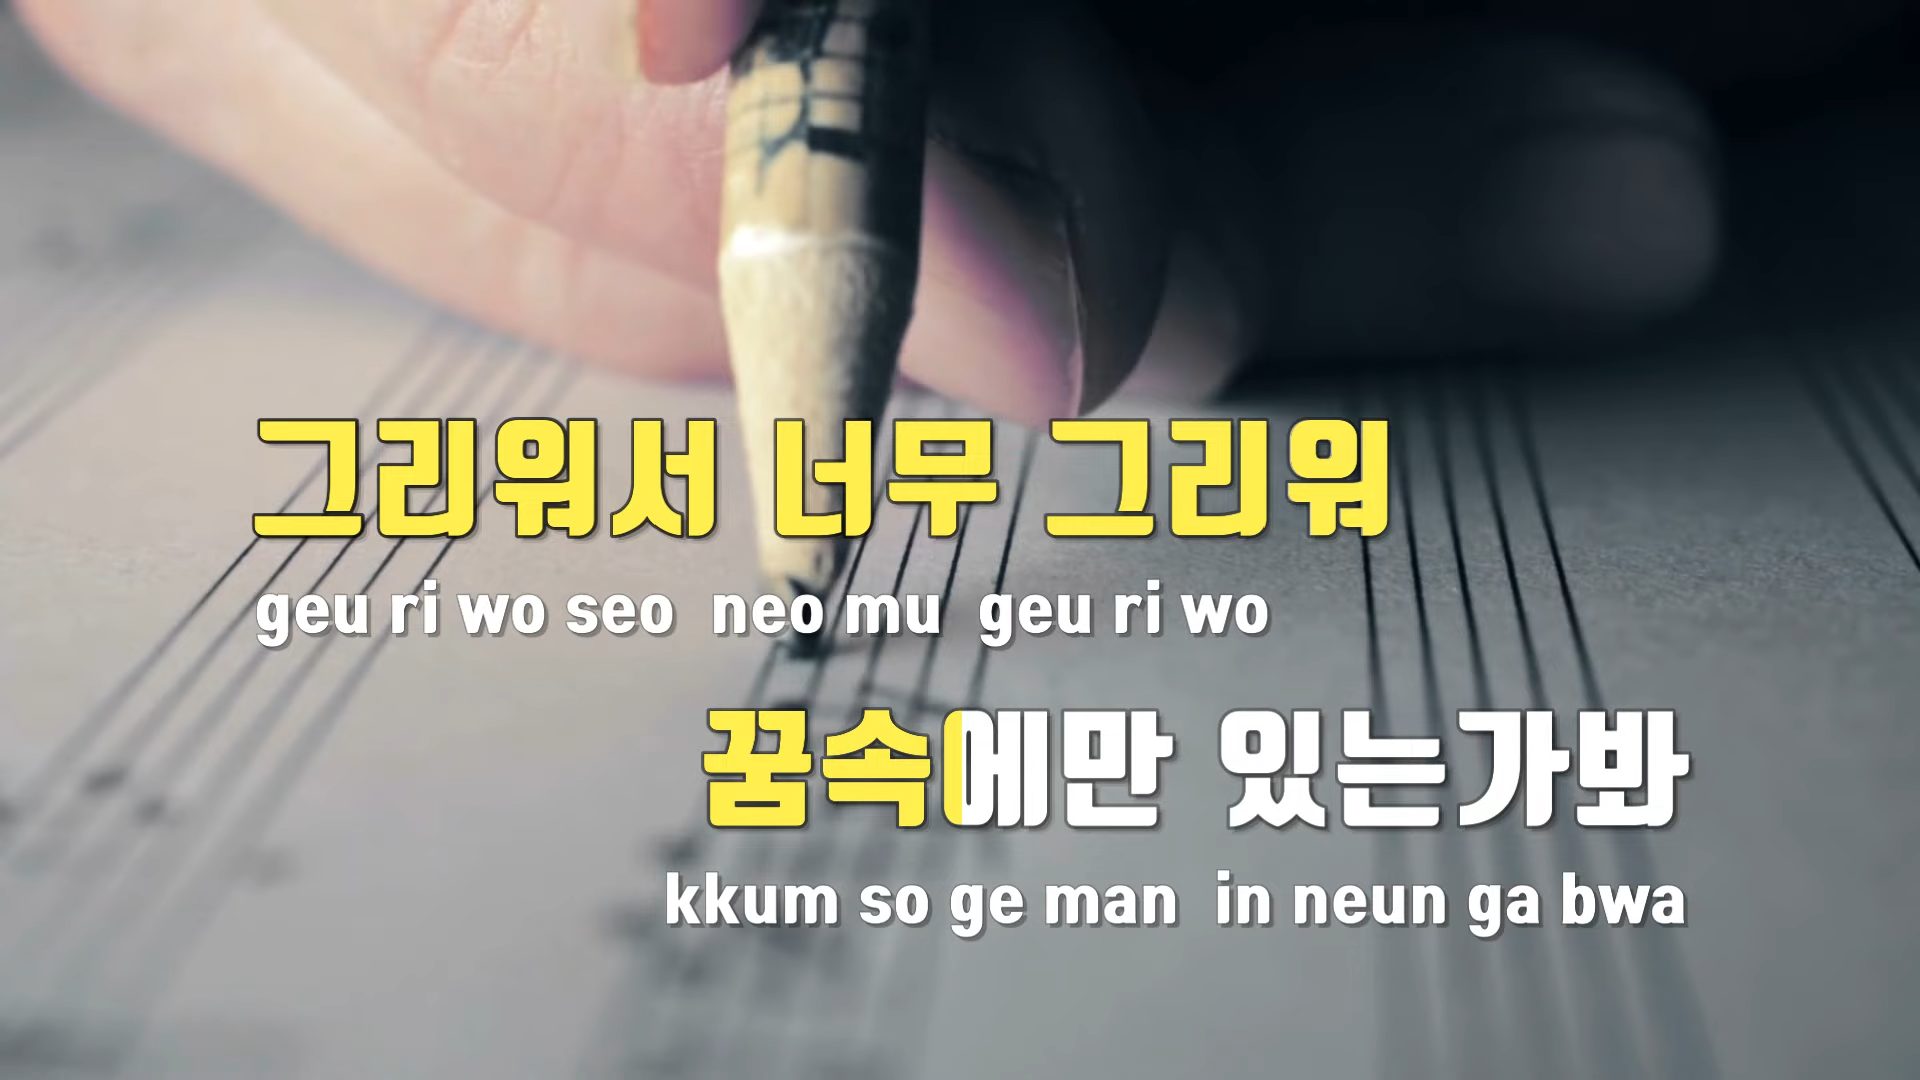 그리워서 너무 그리워
geu ri wo seo neo mu geu ri wo
꿈속에만 있는가봐
kkum so ge man in neun ga bwa